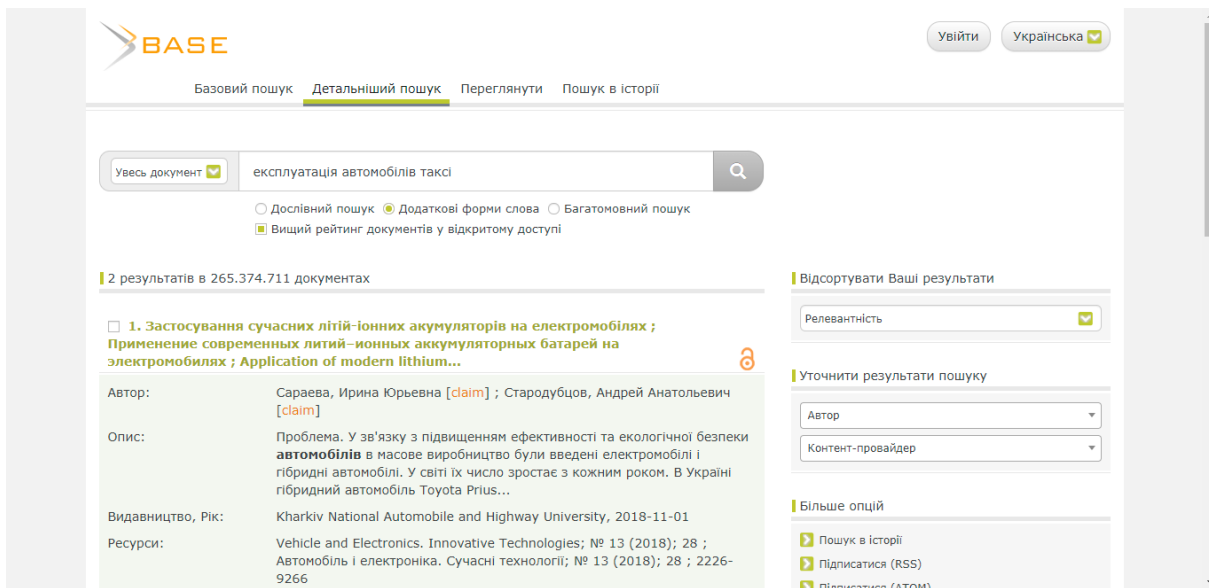 BASE
Увійти
Українська
Базовий пошук Детальніший пошук Переглянути Пошук в історії
Увесь документ
експлуатація автомобілів таксі
Дослівний пошук Додаткові форми слова Багатомовний пошук
Вищий рейтинг документів у відкритому доступі
2 результатів в 265.374.711 документах
1. Застосування сучасних літій-іонних акумуляторів на електромобілях ;
Применение современных литий–ионных аккумуляторных батарей на
электромобилях ; Application of modern lithium...
Автор:
Сараева, Ирина Юрьевна [claim] ; Стародубцов, Андрей Анатольевич
[claim]
Опис:
Проблема. У зв'язку з підвищенням ефективності та екологічної безпеки
автомобілів в масове виробництво були введені електромобілі і
гібридні автомобілі. У світі їх число зростає з кожним роком. В Україні
гібридний автомобіль Toyota Prius...
Видавництво, Рік:
Kharkiv National Automobile and Highway University, 2018-11-01
Ресурси:
Vehicle and Electronics. Innovative Technologies; № 13 (2018); 28 ;
Автомобіль і електроніка. Сучасні технології; № 13 (2018); 28 ; 2226-
9266
Відсортувати Ваші результати
Релевантність
Уточнити результати пошуку
Автор
Контент-провайдер
Більше опцій
Пошук в історії
Підписатися (RSS)
Підписатися (ATOM)